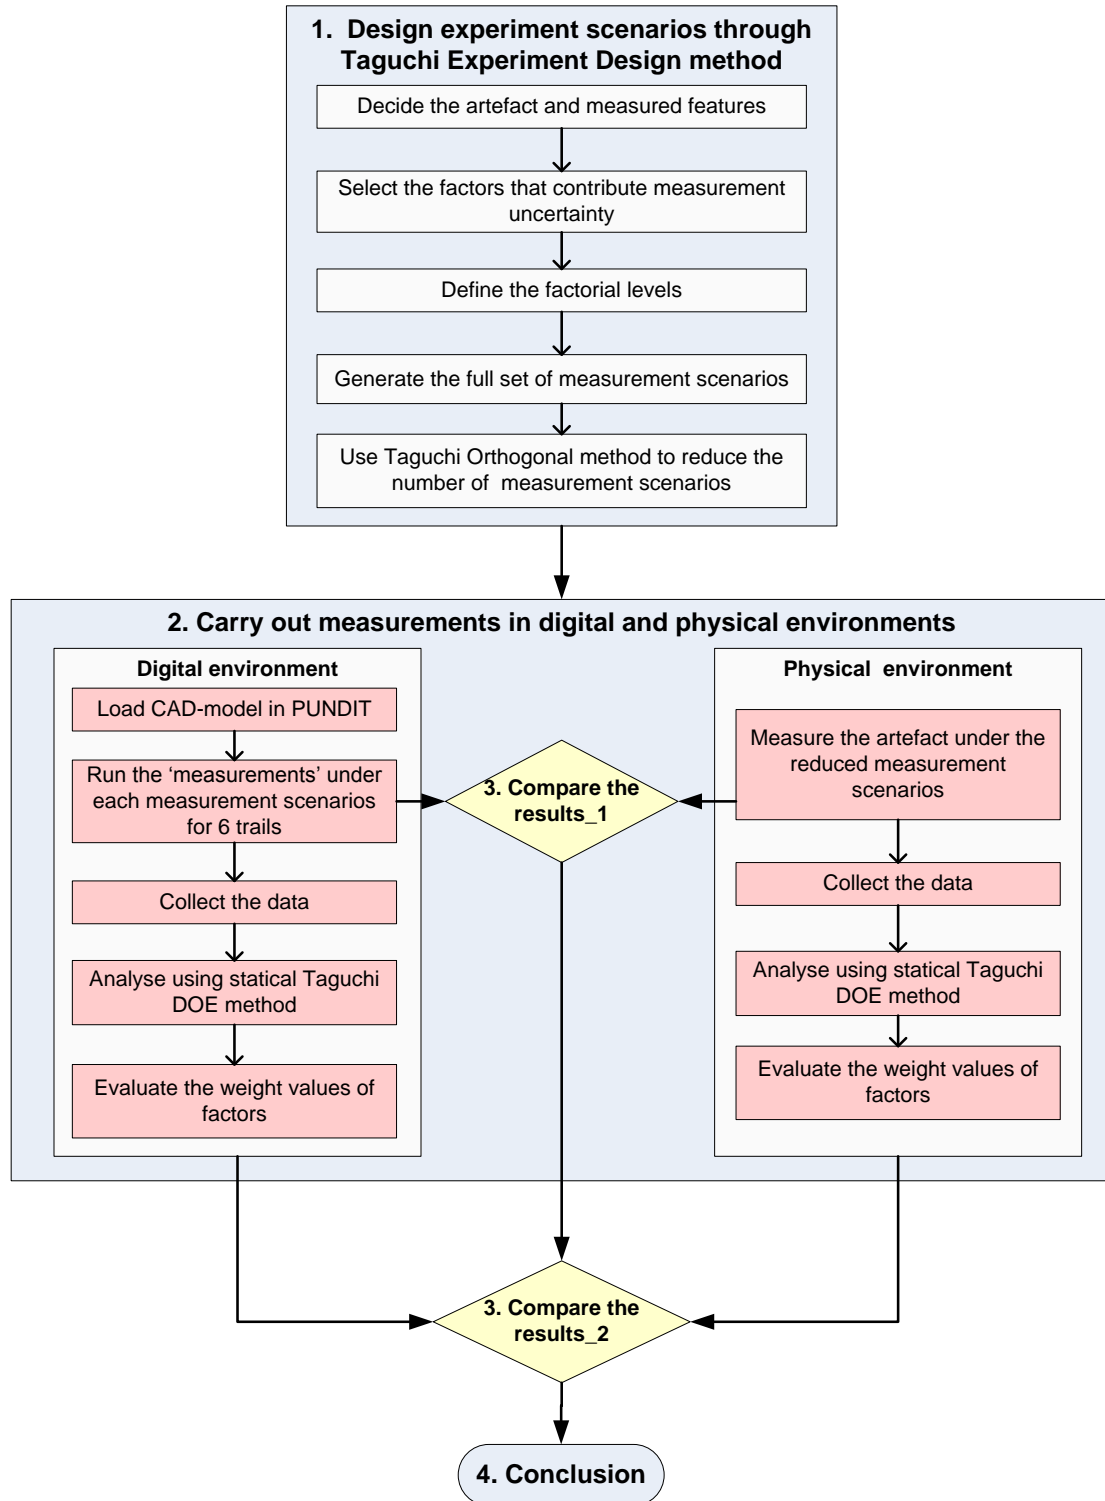 1. Design experiment scenarios through
Taguchi Experiment Design method
Decide the artefact and measured features
Select the factors that contribute measurement
uncertainty
Define the factorial levels
Generate the full set of measurement scenarios
Use Taguchi Orthogonal method to reduce the
number of measurement scenarios
2. Carry out measurements in digital and physical environments
Digital environment
Load CAD-model in PUNDIT
Run the ‘measurements’ under
each measurement scenarios
for 6 trails
Collect the data
Analyse using statical Taguchi
DOE method
Evaluate the weight values of
factors
3. Compare the
results_1
Physical environment
Measure the artefact under the
reduced measurement
scenarios
Collect the data
Analyse using statical Taguchi
DOE method
Evaluate the weight values of
factors
3. Compare the
results_2
4. Conclusion